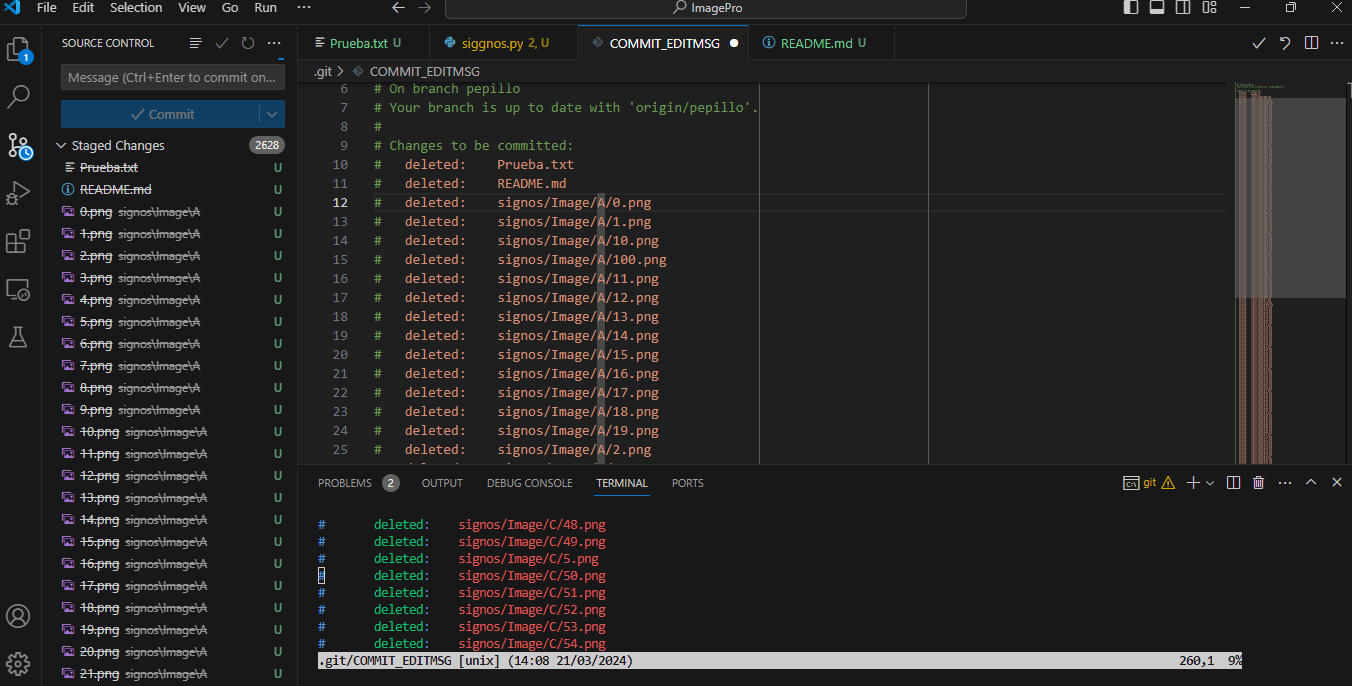 File Edit Selection View Go Run ··· ImagePro
SOURCE CONTROL
Prueba.txt U
siggnos.py 2, U
COMMIT_EDITMSG
README.md U
1
Message (Ctrl+Enter to commit on...
Commit
Staged Changes 2628
Prueba.txt U
README.md U
0.png signos\Image\A U
1.png signos\Image\A U
2.png signos\Image\A U
3.png signos\Image\A U
4.png signos\Image\A U
5.png signos\Image\A U
6.png signos\Image\A U
7.png signos\Image\A U
8.png signos\Image\A U
9.png signos\Image\A U
10.png signos\Image\A U
11.png signos\Image\A U
12.png signos\Image\A U
13.png signos\Image\A U
14.png signos\Image\A U
15.png signos\Image\A U
16.png signos\Image\A U
17.png signos\Image\A U
18.png signos\Image\A U
19.png signos\Image\A U
20.png signos\Image\A U
21.png signos\Image\A U
.git > COMMIT_EDITMSG
6 # On branch pepillo
7 # Your branch is up to date with 'origin/pepillo'.
8 #
9 # Changes to be committed:
10 # deleted: Prueba.txt
11 # deleted: README.md
12 # deleted: signos/Image/A/0.png
13 # deleted: signos/Image/A/1.png
14 # deleted: signos/Image/A/10.png
15 # deleted: signos/Image/A/100.png
16 # deleted: signos/Image/A/11.png
17 # deleted: signos/Image/A/12.png
18 # deleted: signos/Image/A/13.png
19 # deleted: signos/Image/A/14.png
20 # deleted: signos/Image/A/15.png
21 # deleted: signos/Image/A/16.png
22 # deleted: signos/Image/A/17.png
23 # deleted: signos/Image/A/18.png
24 # deleted: signos/Image/A/19.png
25 # deleted: signos/Image/A/2.png
PROBLEMS 2 OUTPUT DEBUG CONSOLE TERMINAL PORTS git
# deleted: signos/Image/C/48.png
# deleted: signos/Image/C/49.png
# deleted: signos/Image/C/5.png
# deleted: signos/Image/C/50.png
# deleted: signos/Image/C/51.png
# deleted: signos/Image/C/52.png
# deleted: signos/Image/C/53.png
# deleted: signos/Image/C/54.png
.git/COMMIT_EDITMSG [unix] (14:08 21/03/2024) 260,1 9%